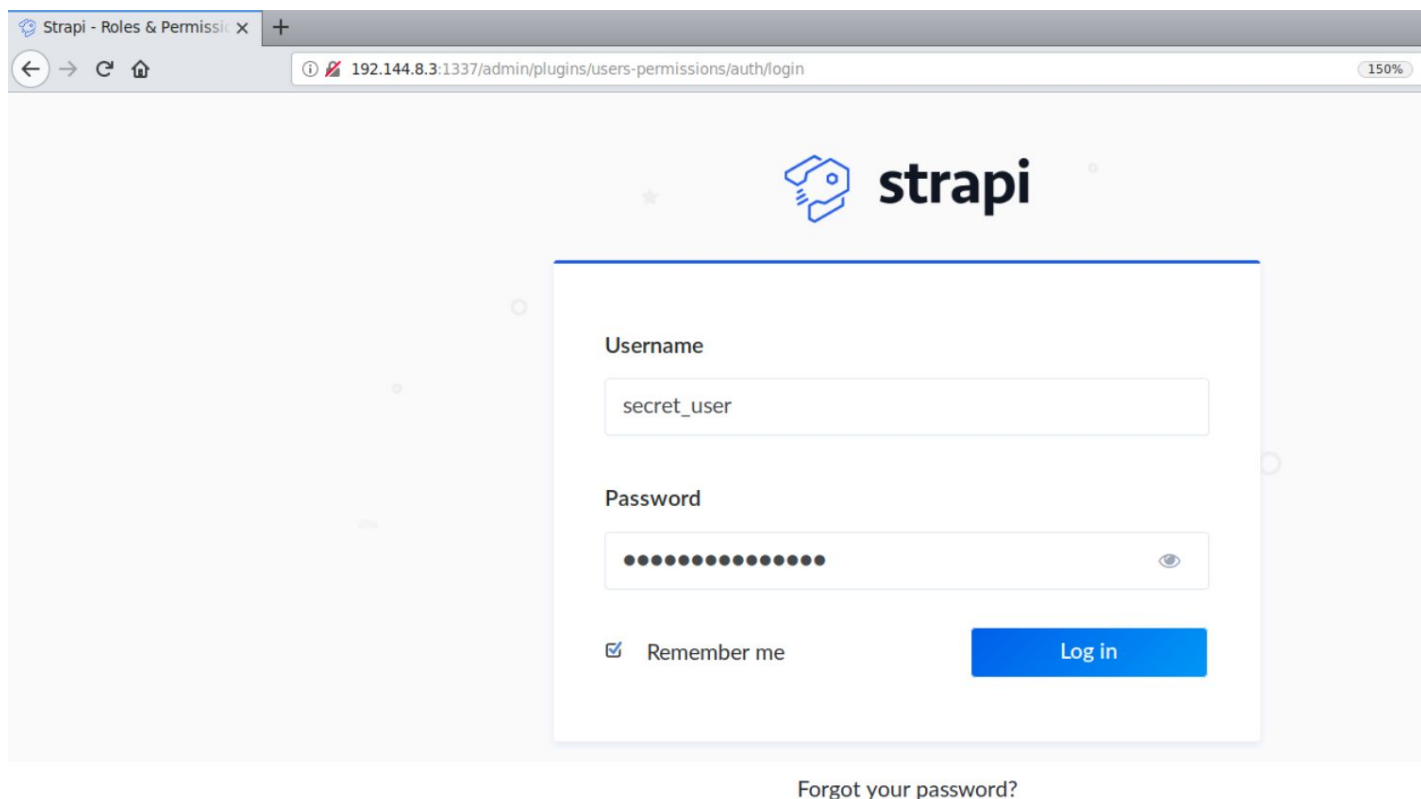 Strapi - Roles & Permissic
192.144.8.3:1337/admin/plugins/users-permissions/auth/login
150%
strapi
Username
secret_user
Password
●●●●●●●●●●●●●●●
Remember me
Log in
Forgot your password?